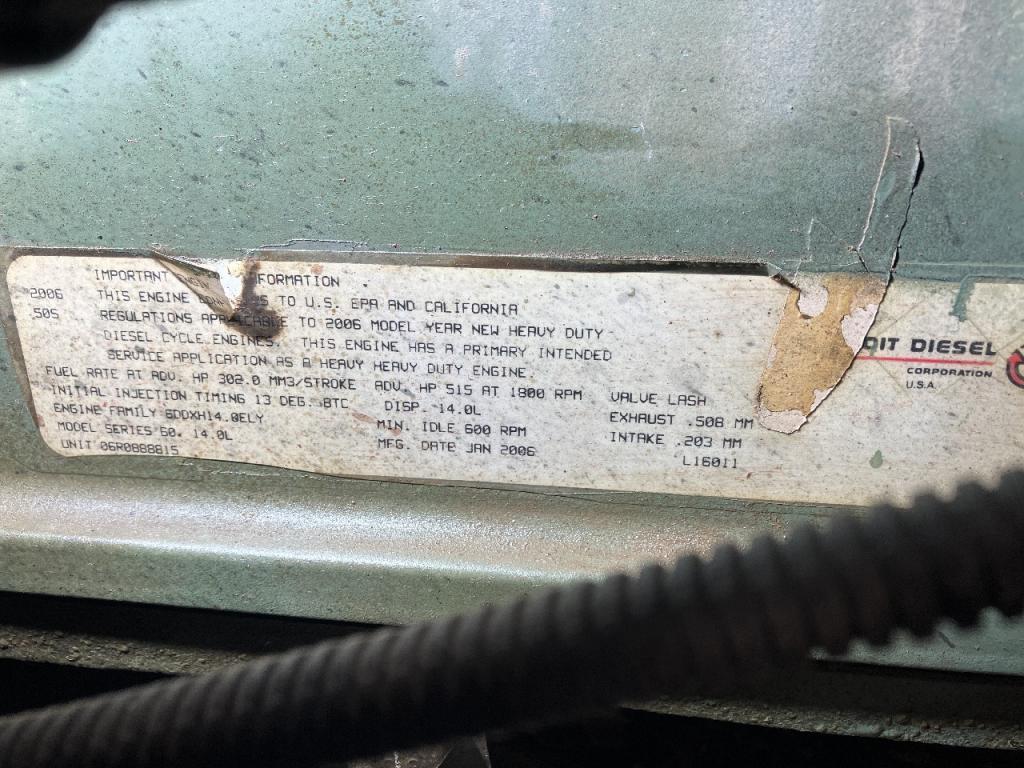 IMPORTANT FORMATION
2006 THIS ENGINE TO U.S. EPA AND CALIFORNIA
50S REGULATIONS APPLICABLE TO 2006 MODEL YEAR NEW HEAVY DUTY
DIESEL CYCLE ENGINES. THIS ENGINE HAS A PRIMARY INTENDED
SERVICE APPLICATION AS A HEAVY HEAVY DUTY ENGINE.
FUEL RATE AT ADV. HP 302.0 MM3/STROKE ADV. HP 515 AT 1800 RPM VALVE LASH
INITIAL INJECTION TIMING 13 DEG. BTC DISP. 14.0L EXHAUST .508 MM
ENGINE FAMILY 6DDXH14.0ELY MIN. IDLE 600 RPM INTAKE .203 MM
MODEL SERIES 60, 14.0L MFG. DATE JAN 2006 L16011
UNIT 06R0888815
OIT DIESEL
CORPORATION
U.S.A.